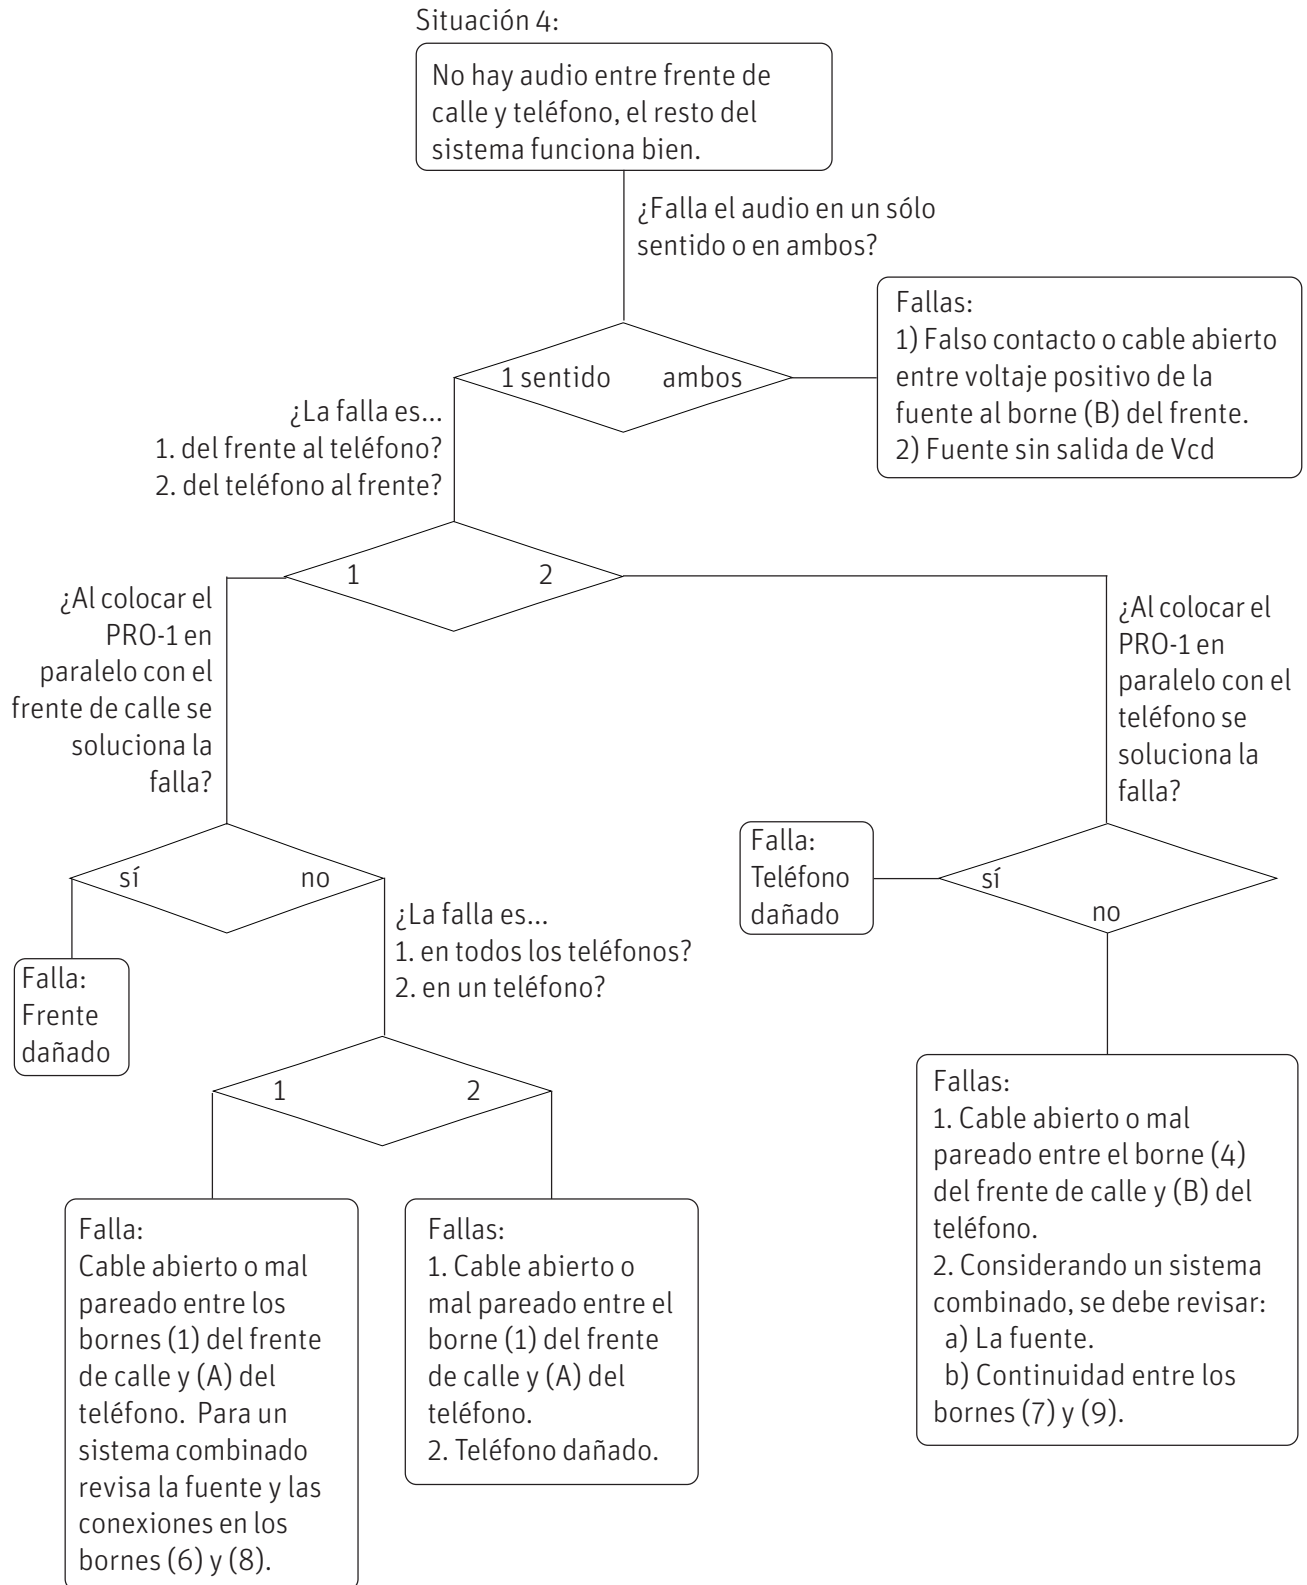 Situación 4:
No hay audio entre frente de
calle y teléfono, el resto del
sistema funciona bien.
¿Falla el audio en un sólo
sentido o en ambos?
Fallas:
1) Falso contacto o cable abierto
entre voltaje positivo de la
fuente al borne (B) del frente.
2) Fuente sin salida de Vcd
1 sentido
ambos
¿La falla es...
1. del frente al teléfono?
2. del teléfono al frente?
1
2
¿Al colocar el
PRO-1 en
paralelo con el
frente de calle se
soluciona la
falla?
¿Al colocar el
PRO-1 en
paralelo con el
teléfono se
soluciona la
falla?
sí
no
Falla:
Frente
dañado
¿La falla es...
1. en todos los teléfonos?
2. en un teléfono?
Falla:
Teléfono
dañado
sí
no
1
2
Falla:
Cable abierto o mal
pareado entre los
bornes (1) del frente
de calle y (A) del
teléfono. Para un
sistema combinado
revisa la fuente y las
conexiones en los
bornes (6) y (8).
Fallas:
1. Cable abierto o
mal pareado entre el
borne (1) del frente
de calle y (A) del
teléfono.
2. Teléfono dañado.
Fallas:
1. Cable abierto o mal
pareado entre el borne (4)
del frente de calle y (B) del
teléfono.
2. Considerando un sistema
combinado, se debe revisar:
a) La fuente.
b) Continuidad entre los
bornes (7) y (9).